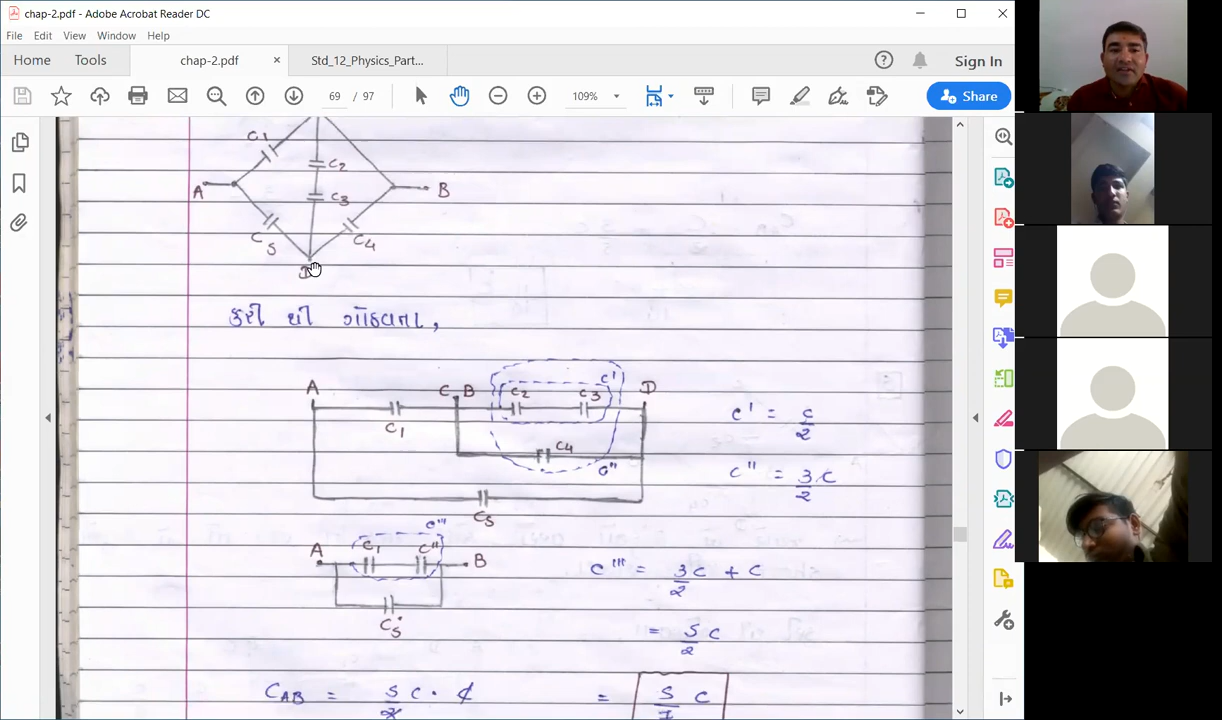 chap-2.pdf - Adobe Acrobat Reader DC
File Edit View Window Help
Home Tools chap-2.pdf × Std_12_Physics_Part... Sign In
69 / 97 109% Share
C1
C2
A B
C3
C5 C4
D
ફરી થી ગોઠવતા,
A C B C2 C3 C' D
C1
C4
C"
C5
C' = C/2
C" = 3C/2
C'''
A C1 C" B
C5
C''' = 3C/2 + C
= 5/2 C
CAB =
= 5/7 C